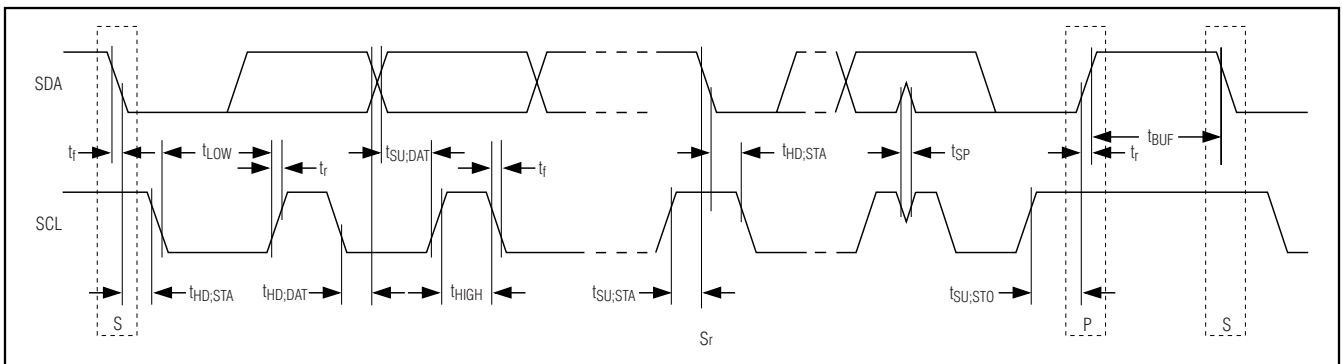 SDA
tf
tLOW
tr
tSU;DAT
tf
tHD;STA
tSP
tr
tBUF
SCL
tHD;STA
tHD;DAT
tHIGH
tSU;STA
tSU;STO
S
Sr
P
S